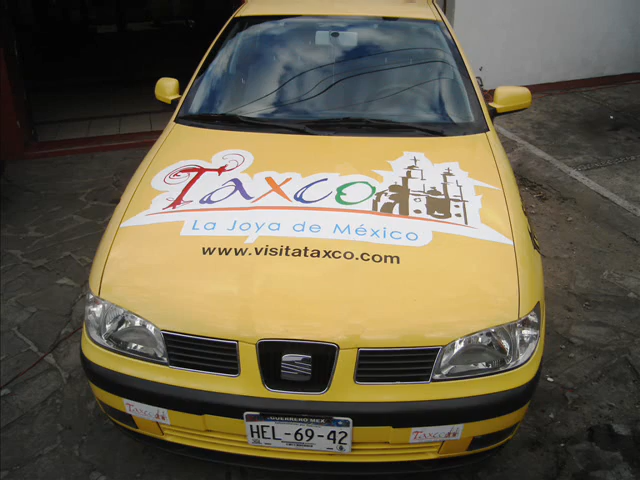 Taxco
La Joya de México
www.visitataxco.com
Taxco
GUERRERO MEX
HEL-69-42
Taxco